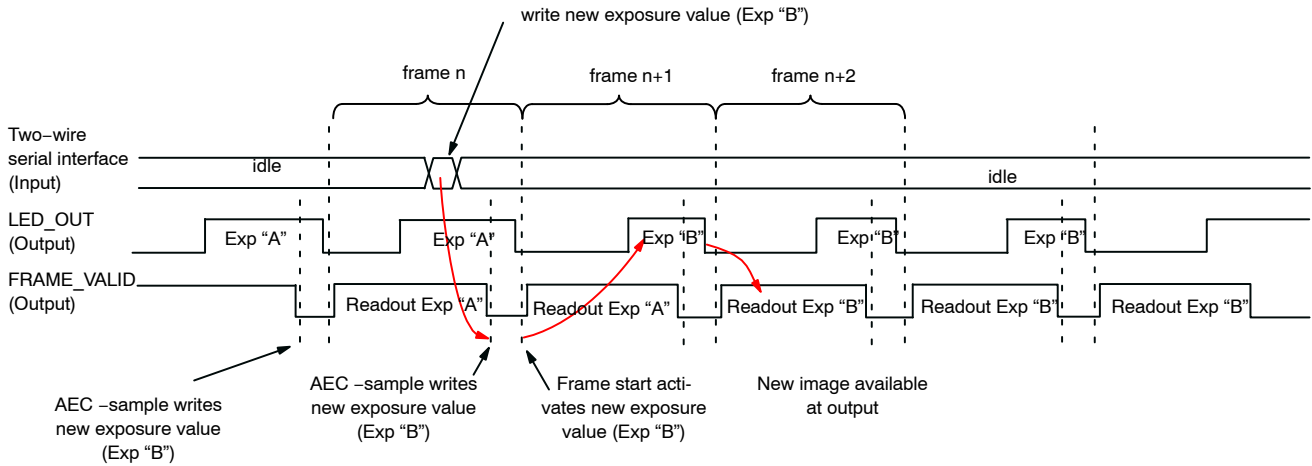 write new exposure value (Exp “B”)
frame n
frame n+1
frame n+2
Two−wire
serial interface
(Input)
idle
idle
LED_OUT
(Output)
Exp “A”
Exp “A”
Exp “B”
Exp “B”
Exp “B”
FRAME_VALID
(Output)
Readout Exp “A”
Readout Exp “A”
Readout Exp “B”
Readout Exp “B”
Readout Exp “B”
AEC −sample writes
new exposure value
(Exp “B”)
AEC −sample writes
new exposure value
(Exp “B”)
Frame start acti-
vates new exposure
value (Exp “B”)
New image available
at output